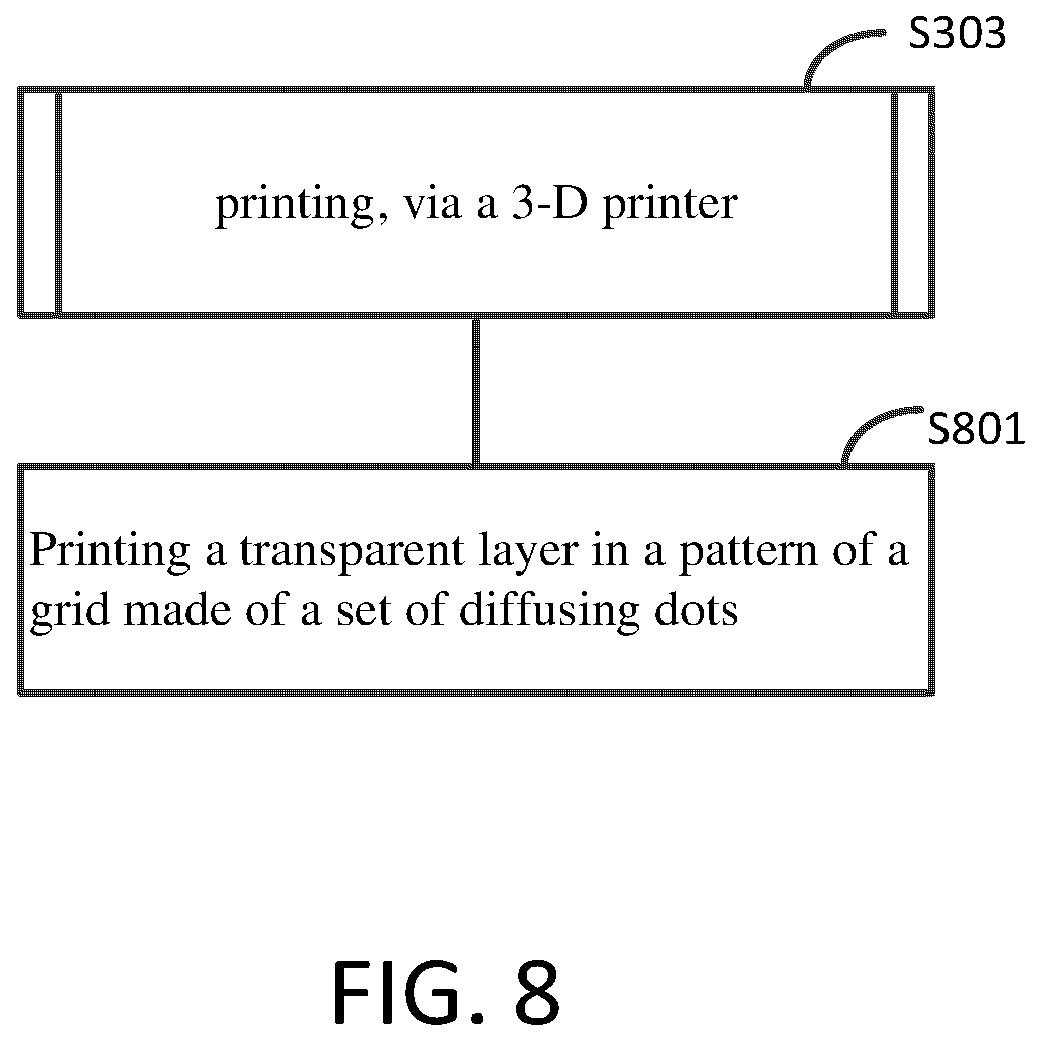 S303
printing, via a 3-D printer
S801
Printing a transparent layer in a pattern of a
grid made of a set of diffusing dots
FIG. 8